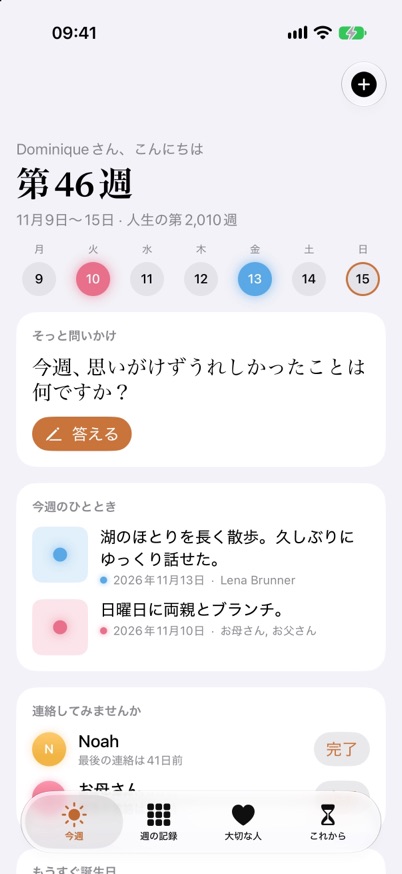 09:41
Dominiqueさん、こんにちは
第46週
11月9日〜15日 · 人生の第2,010週
月 火 水 木 金 土 日
9 10 11 12 13 14 15
そっと問いかけ
今週、思いがけずうれしかったことは
何ですか？
答える
今週のひととき
湖のほとりを長く散歩。久しぶりに
ゆっくり話せた。
2026年11月13日 · Lena Brunner
日曜日に両親とブランチ。
2026年11月10日 · お母さん, お父さん
連絡してみませんか
N
Noah
完了
最後の連絡は41日前
お母さん
今週 週の記録 大切な人 これから
もうすぐ誕生日